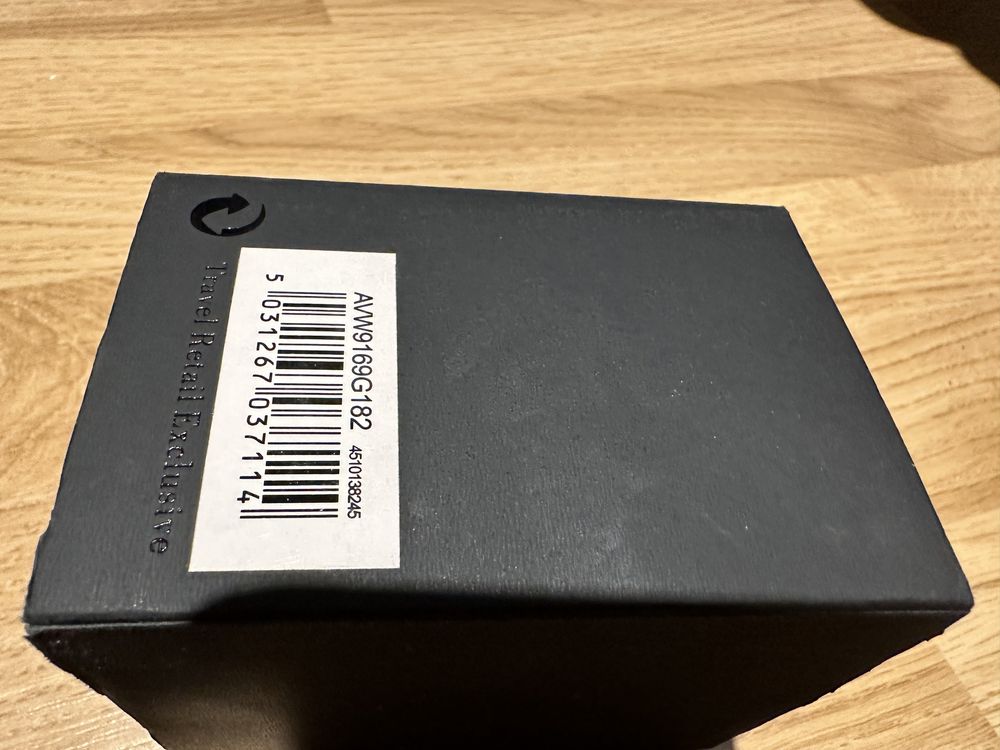 AVW9169G182 4510138245
5 031267 037114
Travel Retail Exclusive